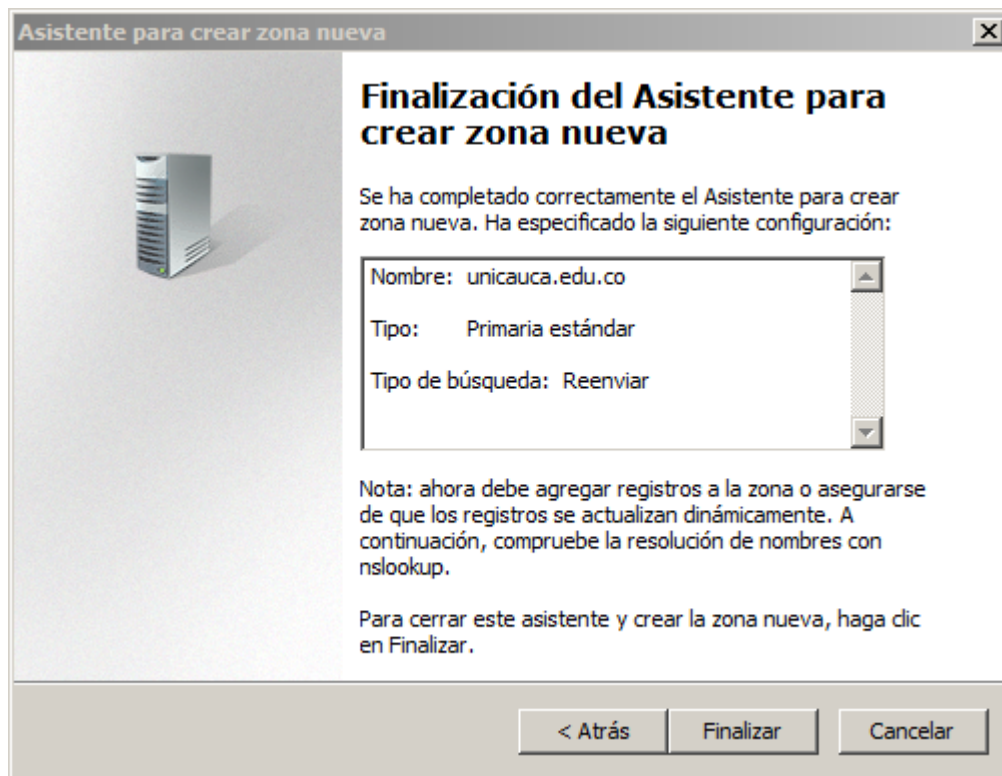 Asistente para crear zona nueva
Finalización del Asistente para
crear zona nueva
Se ha completado correctamente el Asistente para crear
zona nueva. Ha especificado la siguiente configuración:
Nombre: unicauca.edu.co
Tipo: Primaria estándar
Tipo de búsqueda: Reenviar
Nota: ahora debe agregar registros a la zona o asegurarse
de que los registros se actualizan dinámicamente. A
continuación, compruebe la resolución de nombres con
nslookup.
Para cerrar este asistente y crear la zona nueva, haga clic
en Finalizar.
< Atrás Finalizar Cancelar